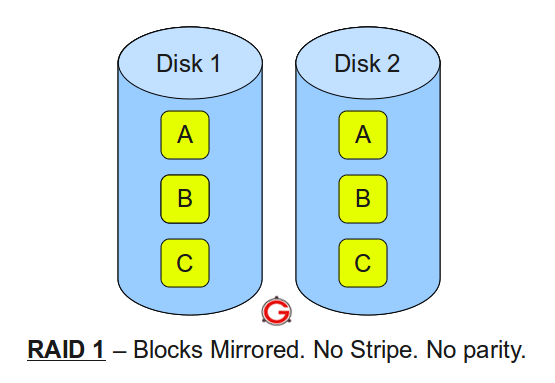 Disk 1 Disk 2
A A
B B
C C
G
RAID 1 – Blocks Mirrored. No Stripe. No parity.